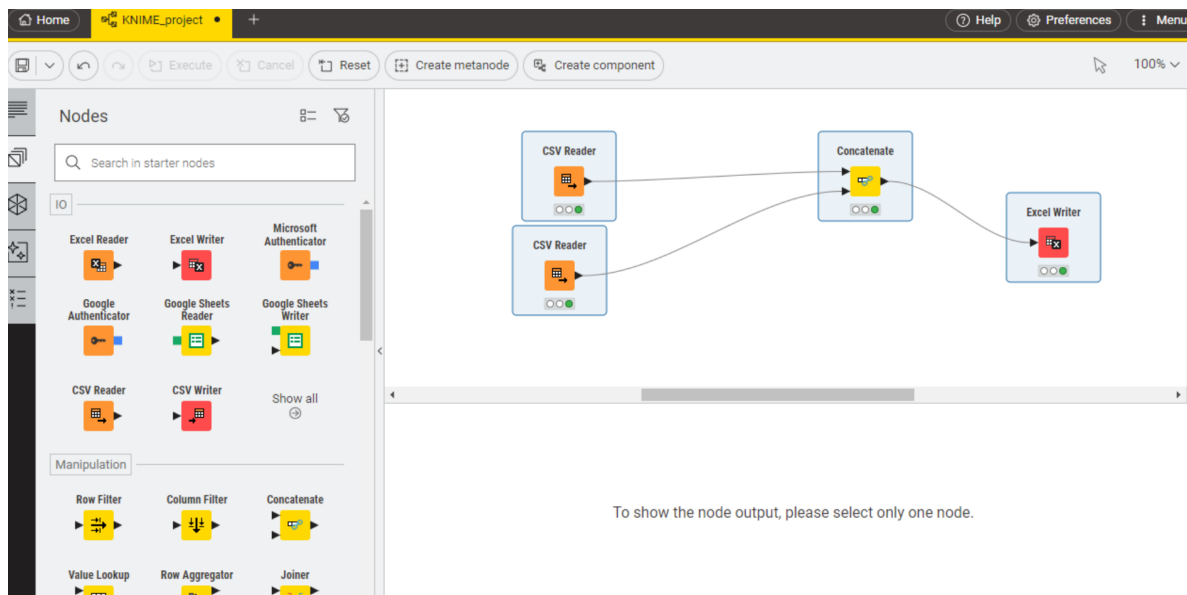 Home
KNIME_project
Help
Preferences
Menu
Execute
Cancel
Reset
Create metanode
Create component
100%
Nodes
Search in starter nodes
IO
Excel Reader
Excel Writer
Microsoft
Authenticator
Google
Authenticator
Google Sheets
Reader
Google Sheets
Writer
CSV Reader
CSV Writer
Show all
Manipulation
Row Filter
Column Filter
Concatenate
Value Lookup
Row Aggregator
Joiner
CSV Reader
CSV Reader
Concatenate
Excel Writer
To show the node output, please select only one node.